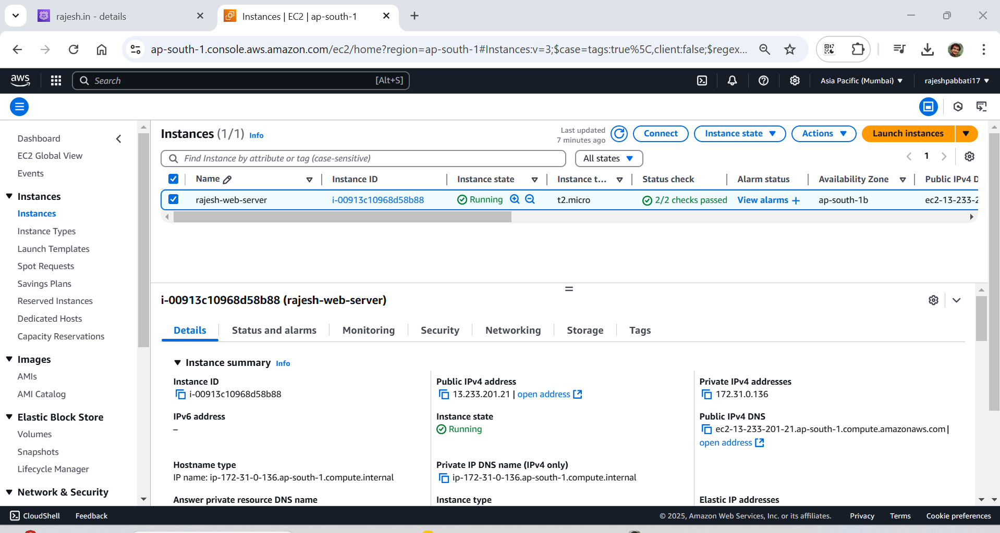 rajesh.in - details
Instances | EC2 | ap-south-1
ap-south-1.console.aws.amazon.com/ec2/home?region=ap-south-1#Instances:v=3;$case=tags:true%5C,client:false;$regex...
aws
Search
[Alt+S]
Asia Pacific (Mumbai)
rajeshpabbati17
Dashboard
EC2 Global View
Events
Instances
Instances
Instance Types
Launch Templates
Spot Requests
Savings Plans
Reserved Instances
Dedicated Hosts
Capacity Reservations
Images
AMIs
AMI Catalog
Elastic Block Store
Volumes
Snapshots
Lifecycle Manager
Network & Security
Instances (1/1) Info
Last updated
7 minutes ago
Connect
Instance state
Actions
Launch instances
Find Instance by attribute or tag (case-sensitive)
All states
1
Name
Instance ID
Instance state
Instance t...
Status check
Alarm status
Availability Zone
Public IPv4 D
rajesh-web-server
i-00913c10968d58b88
Running
t2.micro
2/2 checks passed
View alarms +
ap-south-1b
ec2-13-233-2
i-00913c10968d58b88 (rajesh-web-server)
Details
Status and alarms
Monitoring
Security
Networking
Storage
Tags
Instance summary Info
Instance ID
i-00913c10968d58b88
Public IPv4 address
13.233.201.21 | open address
Private IPv4 addresses
172.31.0.136
IPv6 address
–
Instance state
Running
Public IPv4 DNS
ec2-13-233-201-21.ap-south-1.compute.amazonaws.com |
open address
Hostname type
IP name: ip-172-31-0-136.ap-south-1.compute.internal
Private IP DNS name (IPv4 only)
ip-172-31-0-136.ap-south-1.compute.internal
Answer private resource DNS name
Instance type
Elastic IP addresses
CloudShell
Feedback
© 2025, Amazon Web Services, Inc. or its affiliates.
Privacy
Terms
Cookie preferences